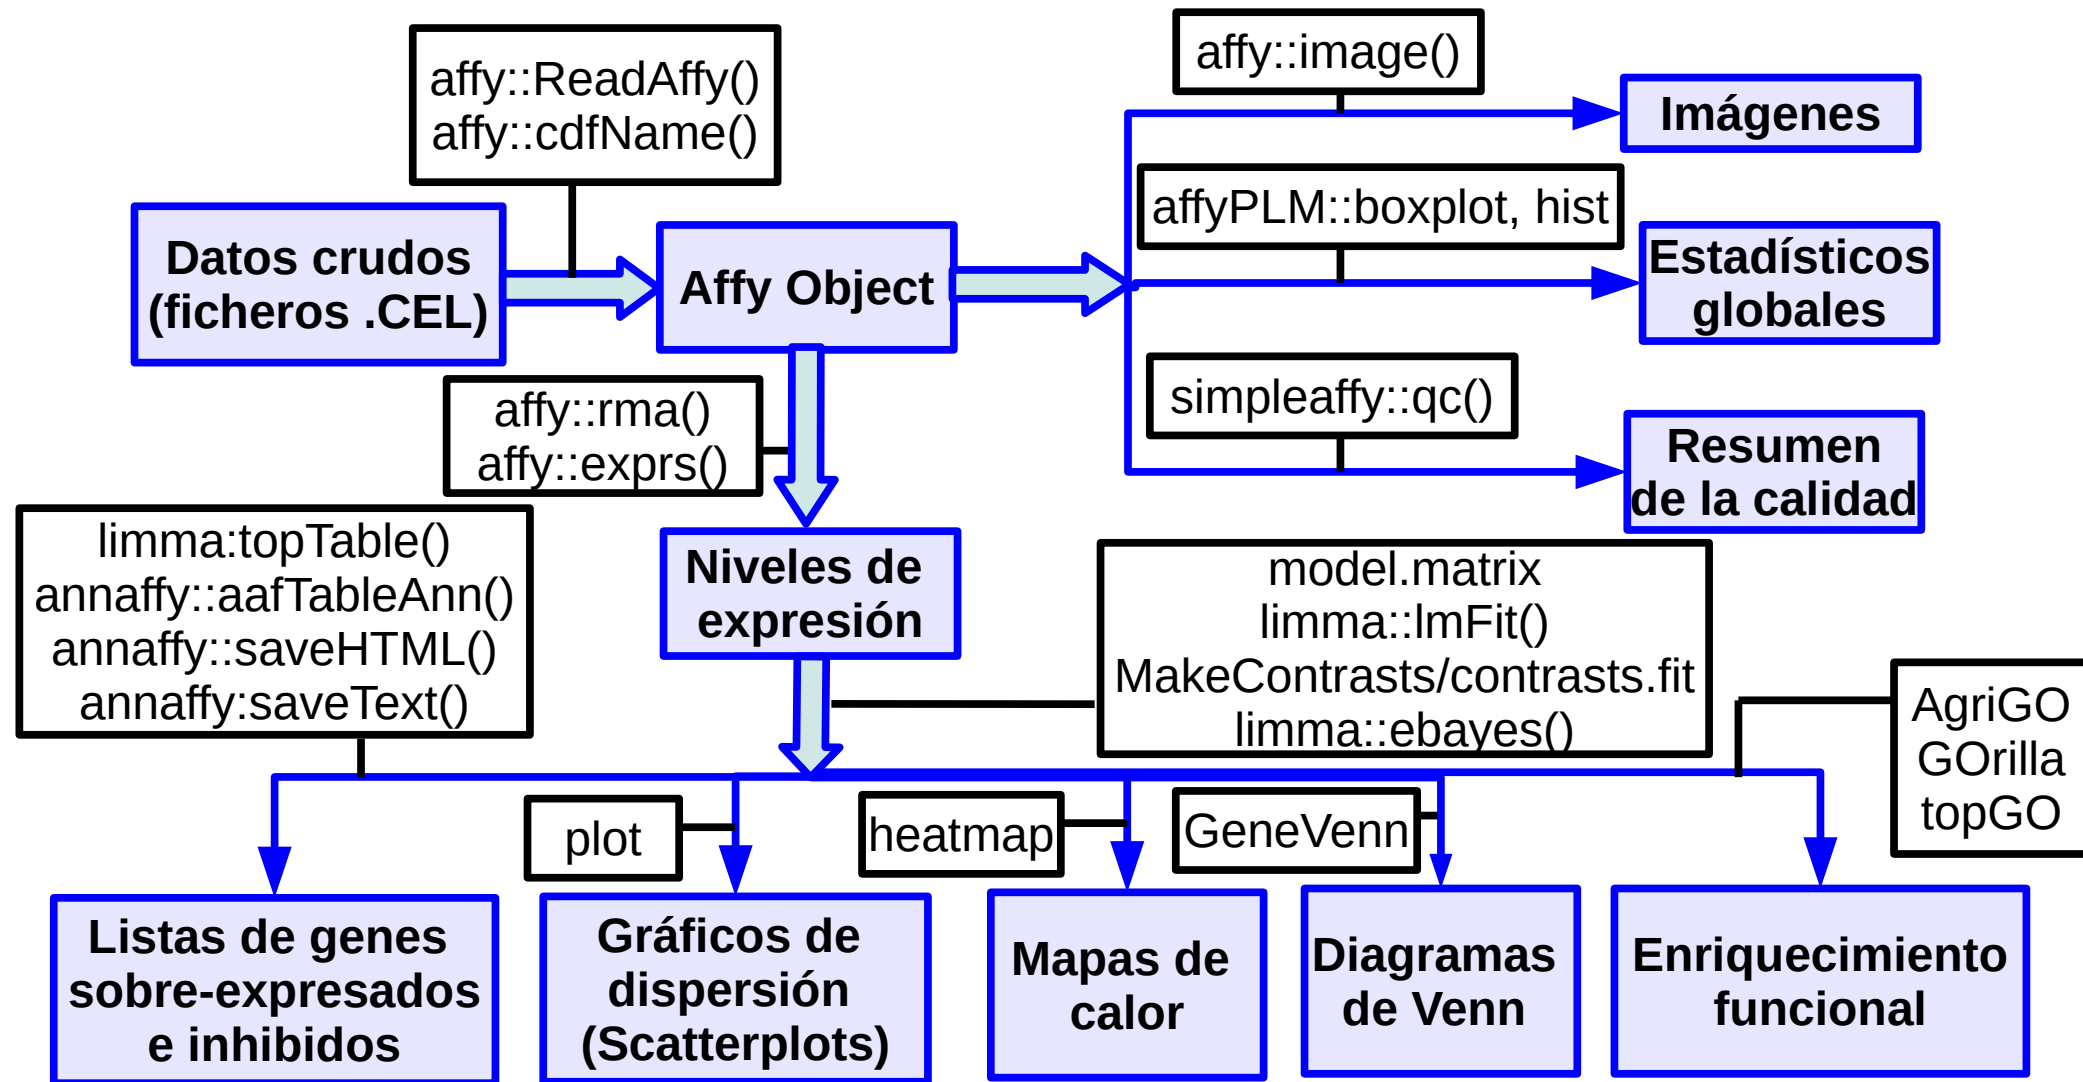 affy::ReadAffy()
affy::cdfName()
affy::image()
Imágenes
affyPLM::boxplot, hist
Datos crudos
(ficheros .CEL)
Affy Object
Estadísticos
globales
affy::rma()
affy::exprs()
simpleaffy::qc()
Resumen
de la calidad
limma:topTable()
annaffy::aafTableAnn()
annaffy::saveHTML()
annaffy:saveText()
Niveles de
expresión
model.matrix
limma::lmFit()
MakeContrasts/contrasts.fit
limma::ebayes()
AgriGO
GOrilla
topGO
plot
heatmap
GeneVenn
Listas de genes
sobre-expresados
e inhibidos
Gráficos de
dispersión
(Scatterplots)
Mapas de
calor
Diagramas
de Venn
Enriquecimiento
funcional